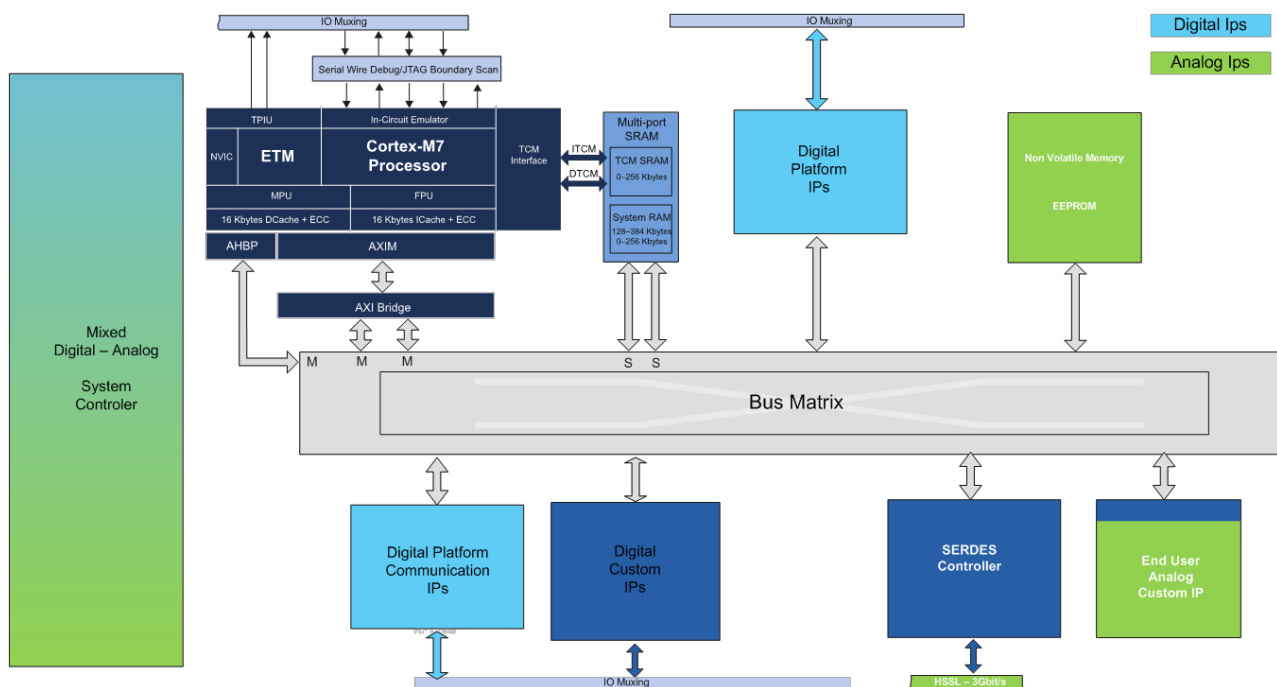 IO Muxing
IO Muxing
Digital Ips
Analog Ips
Serial Wire Debug/JTAG Boundary Scan
TPIU
In-Circuit Emulator
NVIC
ETM
Cortex-M7
Processor
TCM
Interface
ITCM
DTCM
Multi-port
SRAM
TCM SRAM
0–256 Kbytes
System RAM
128–384 Kbytes
0–256 Kbytes
MPU
FPU
16 Kbytes DCache + ECC
16 Kbytes ICache + ECC
AHBP
AXIM
AXI Bridge
Digital
Platform
IPs
Non Volatile Memory
EEPROM
Mixed
Digital – Analog
System
Controler
M
M
M
S
S
Bus Matrix
Digital Platform
Communication
IPs
Digital
Custom
IPs
SERDES
Controller
End User
Analog
Custom IP
IO Muxing
HSSL – 3Gbit/s